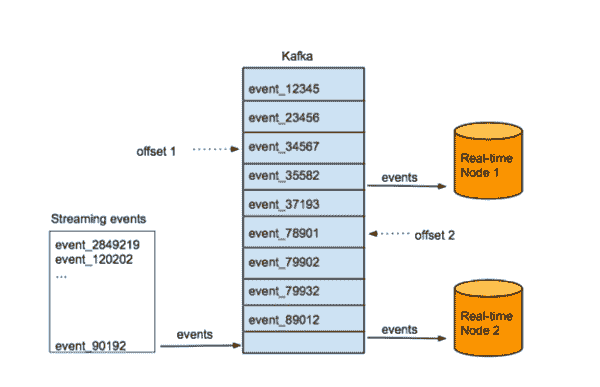 Kafka
event_12345
event_23456
event_34567
event_35582
event_37193
event_78901
event_79902
event_79932
event_89012
offset 1
offset 2
Streaming events
event_2849219
event_120202
...
event_90192
events
events
Real-time
Node 1
events
Real-time
Node 2